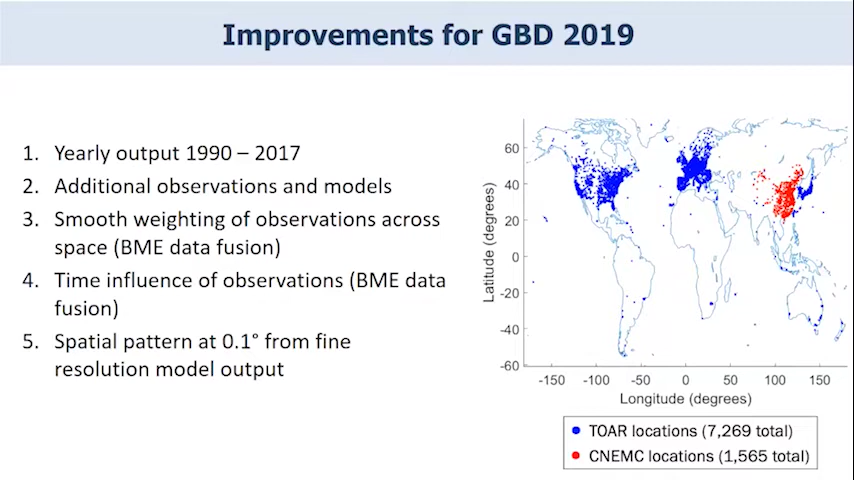 Improvements for GBD 2019
1. Yearly output 1990 – 2017
2. Additional observations and models
3. Smooth weighting of observations across
space (BME data fusion)
4. Time influence of observations (BME data
fusion)
5. Spatial pattern at 0.1° from fine
resolution model output
Latitude (degrees)
60
40
20
0
-20
-40
-60
-150 -100 -50 0 50 100 150
Longitude (degrees)
TOAR locations (7,269 total)
CNEMC locations (1,565 total)